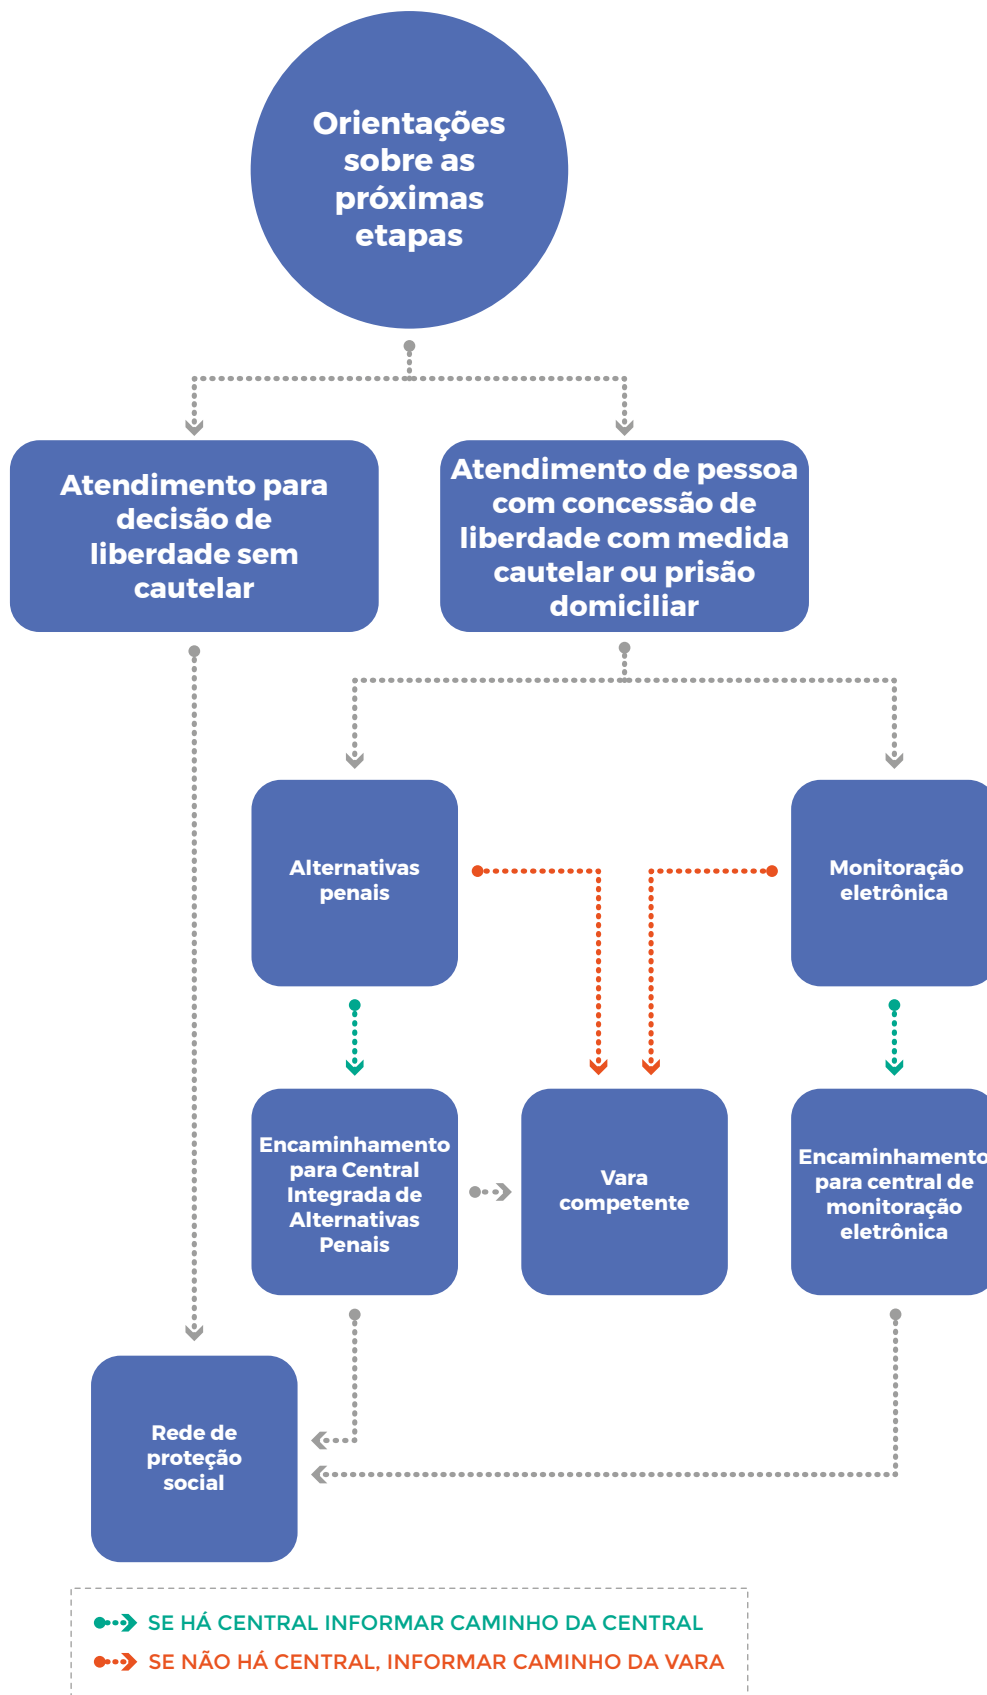 Orientações
sobre as
próximas
etapas
Atendimento para
decisão de
liberdade sem
cautelar
Atendimento de pessoa
com concessão de
liberdade com medida
cautelar ou prisão
domiciliar
Alternativas
penais
Monitoração
eletrônica
Encaminhamento
para Central
Integrada de
Alternativas
Penais
Vara
competente
Encaminhamento
para central de
monitoração
eletrônica
Rede de
proteção
social
SE HÁ CENTRAL INFORMAR CAMINHO DA CENTRAL
SE NÃO HÁ CENTRAL, INFORMAR CAMINHO DA VARA